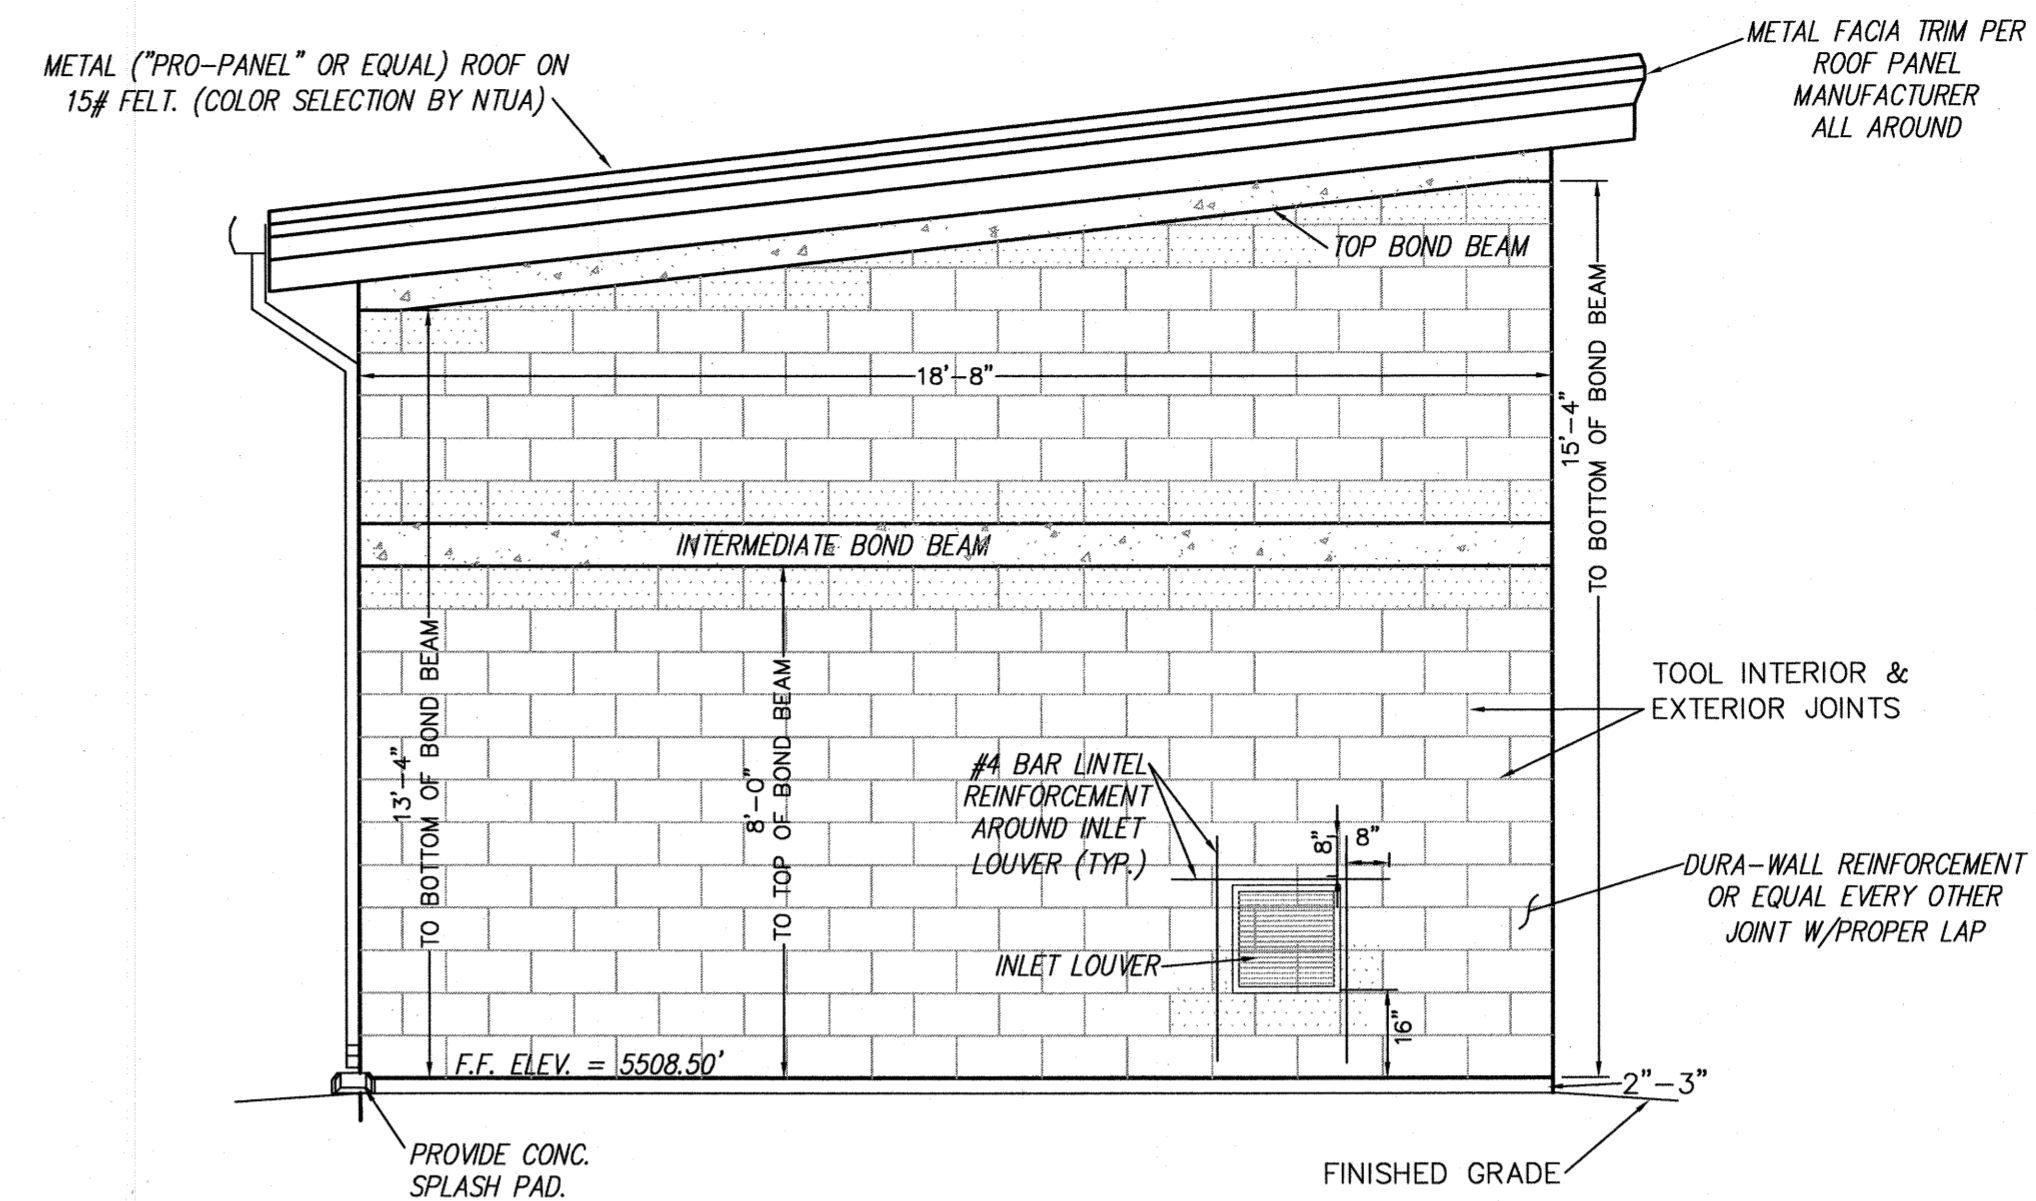 METAL ("PRO-PANEL" OR EQUAL) ROOF ON
15# FELT. (COLOR SELECTION BY NTUA)
METAL FACIA TRIM PER
ROOF PANEL
MANUFACTURER
ALL AROUND
TOP BOND BEAM
18'-8"
15'-4"
TO BOTTOM OF BOND BEAM
INTERMEDIATE BOND BEAM
13'-4"
TO BOTTOM OF BOND BEAM
8'-0"
TO TOP OF BOND BEAM
TOOL INTERIOR &
EXTERIOR JOINTS
#4 BAR LINTEL
REINFORCEMENT
AROUND INLET
LOUVER (TYP.)
8"
8"
DURA-WALL REINFORCEMENT
OR EQUAL EVERY OTHER
JOINT W/PROPER LAP
INLET LOUVER
16"
F.F. ELEV. = 5508.50'
2"-3"
PROVIDE CONC.
SPLASH PAD.
FINISHED GRADE